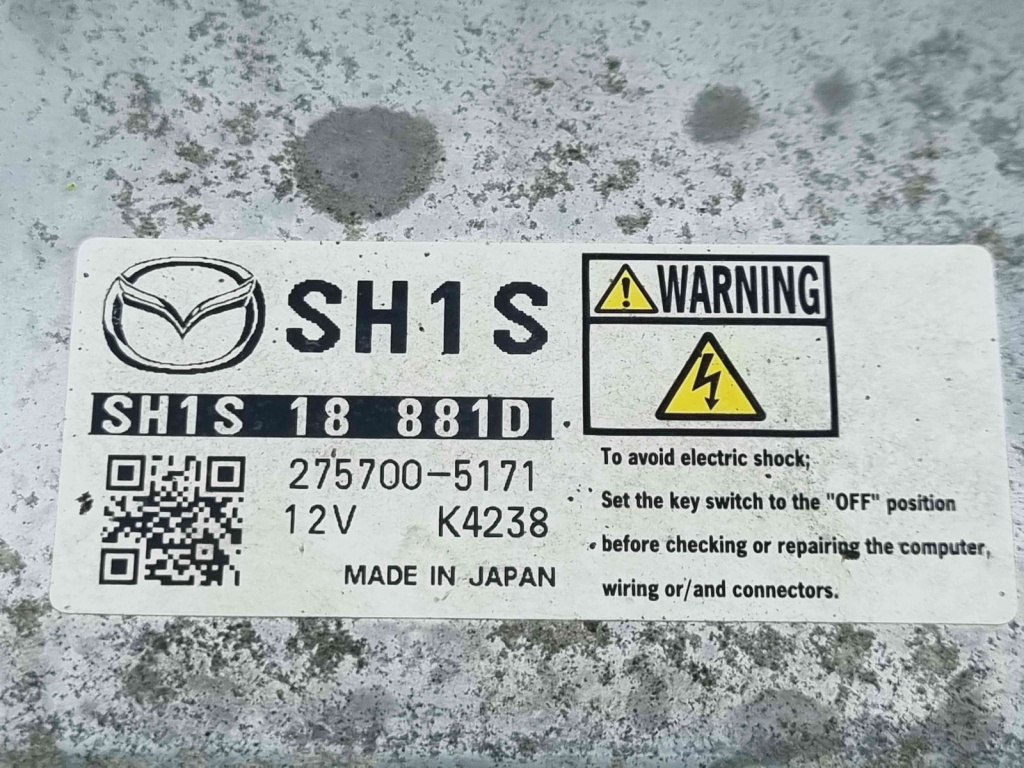 SH1S
SH1S 18 881D
275700-5171
12V K4238
MADE IN JAPAN
WARNING
To avoid electric shock;
Set the key switch to the "OFF" position
before checking or repairing the computer,
wiring or/and connectors.